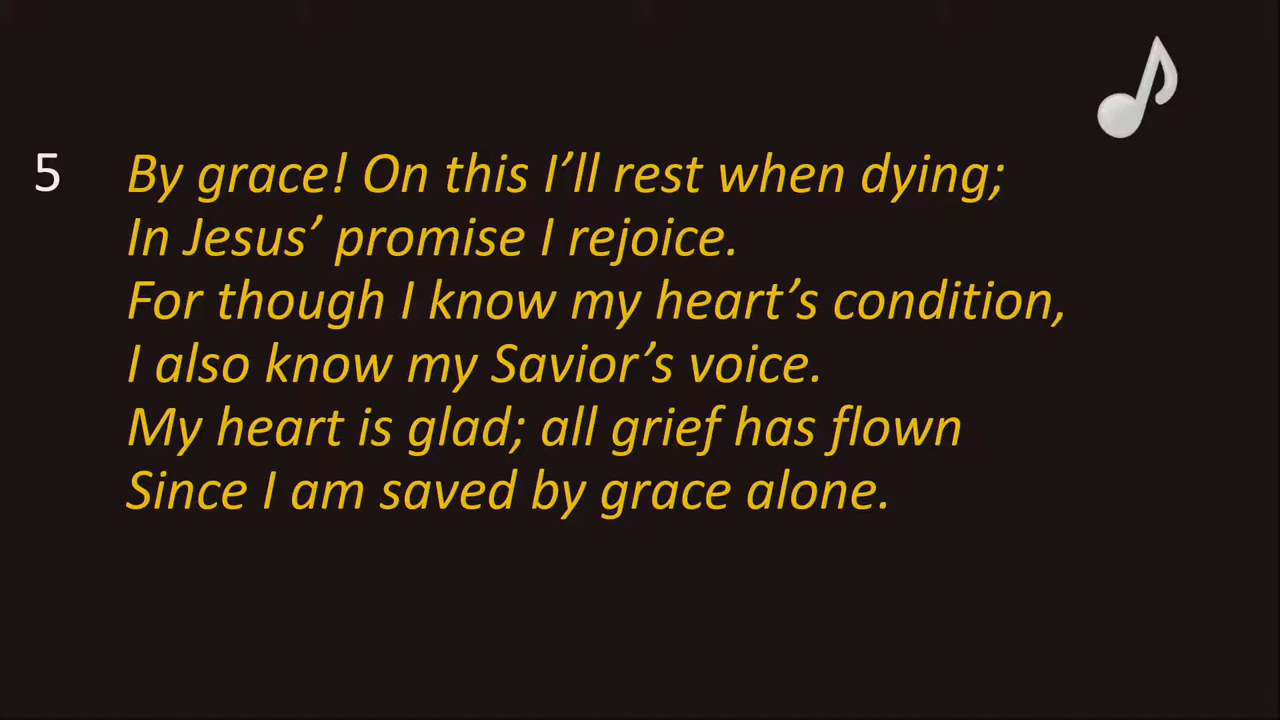 5 By grace! On this I’ll rest when dying;
In Jesus’ promise I rejoice.
For though I know my heart’s condition,
I also know my Savior’s voice.
My heart is glad; all grief has flown
Since I am saved by grace alone.